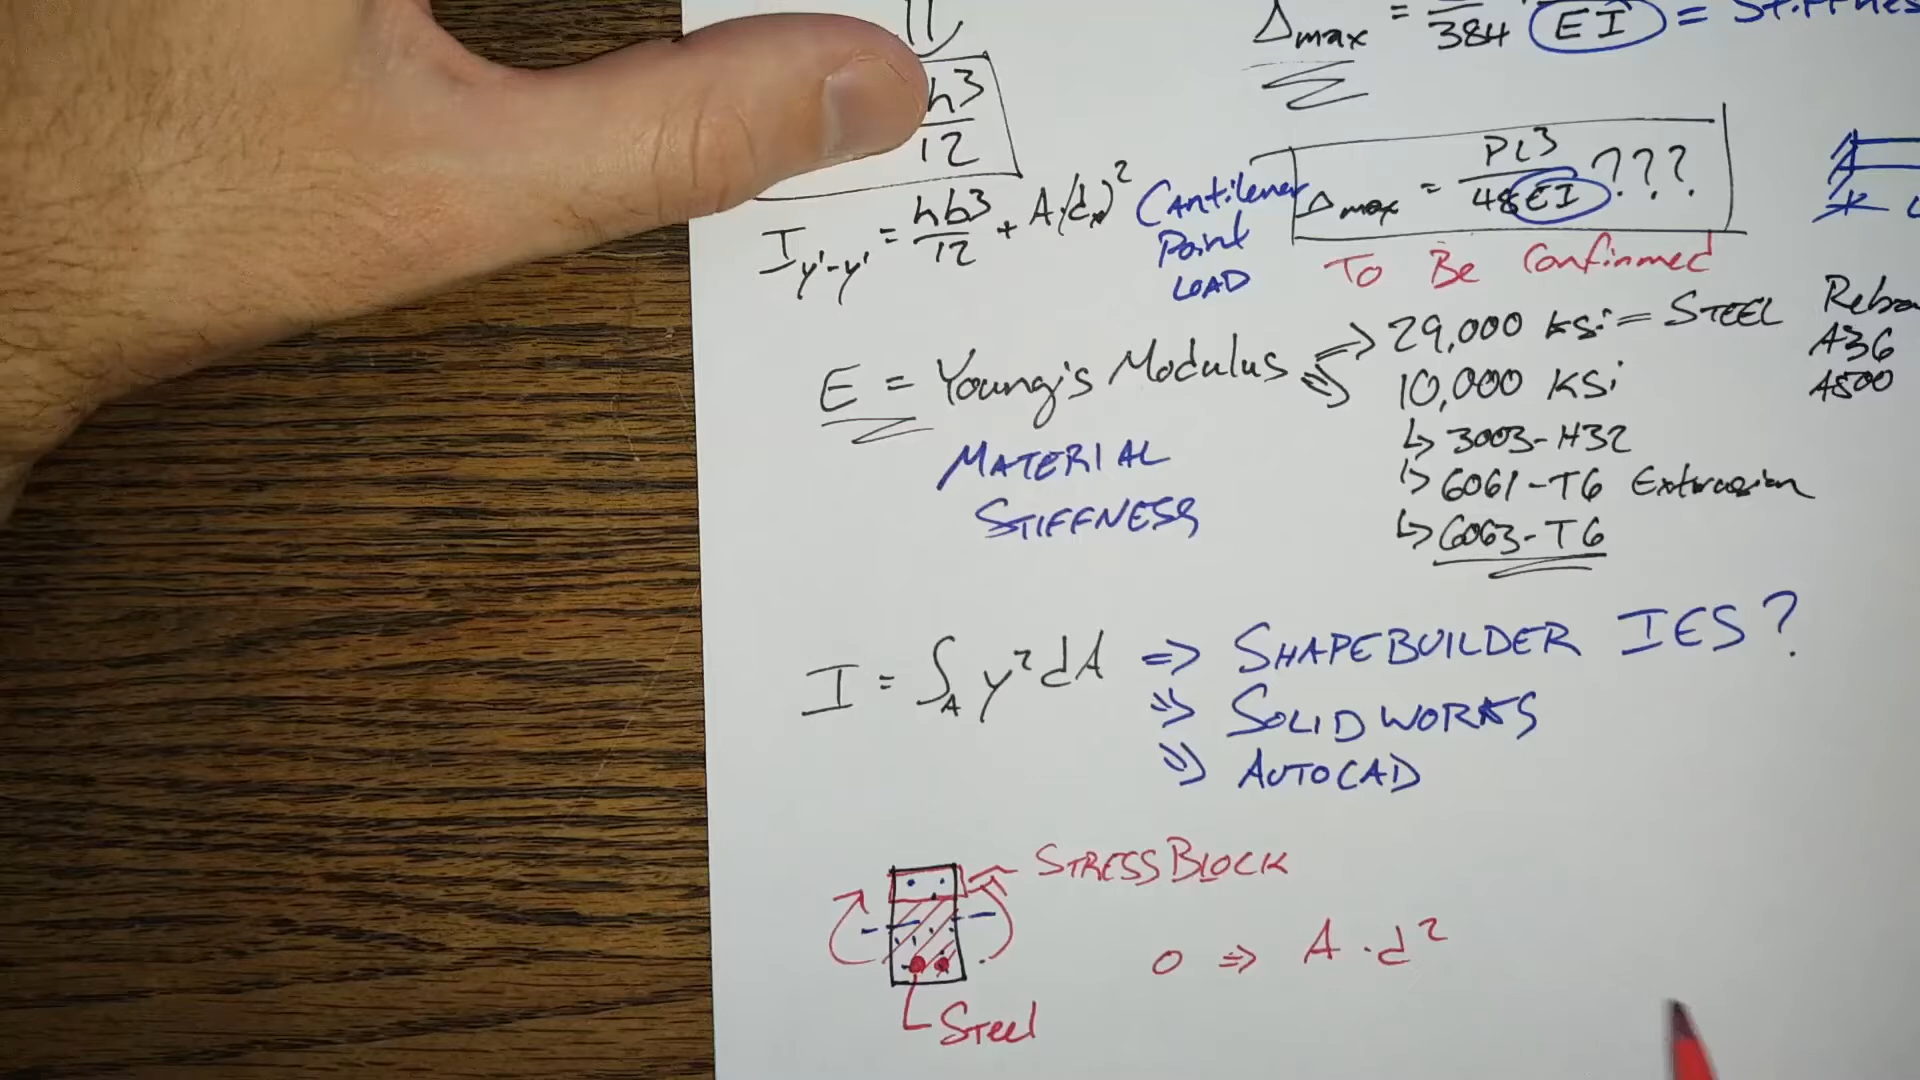 Δmax = 384 EI = Stiffnes
h³
12
Iy'-y' = hb³/12 + A·(dx)²
Cantilever
Point
LOAD
Δmax = PL³/48EI ???
To Be Confirmed
E = Young's Modulus => 29,000 Ksi = STEEL
10,000 Ksi
↳ 3003-H32
↳ 6061-T6 Extrusion
↳ 6063-T6
A36
A500
MATERIAL
STIFFNESS
I = ∫A y² dA => SHAPEBUILDER IES?
=> SOLIDWORKS
=> AUTOCAD
STRESS BLOCK
O => A · d²
Steel